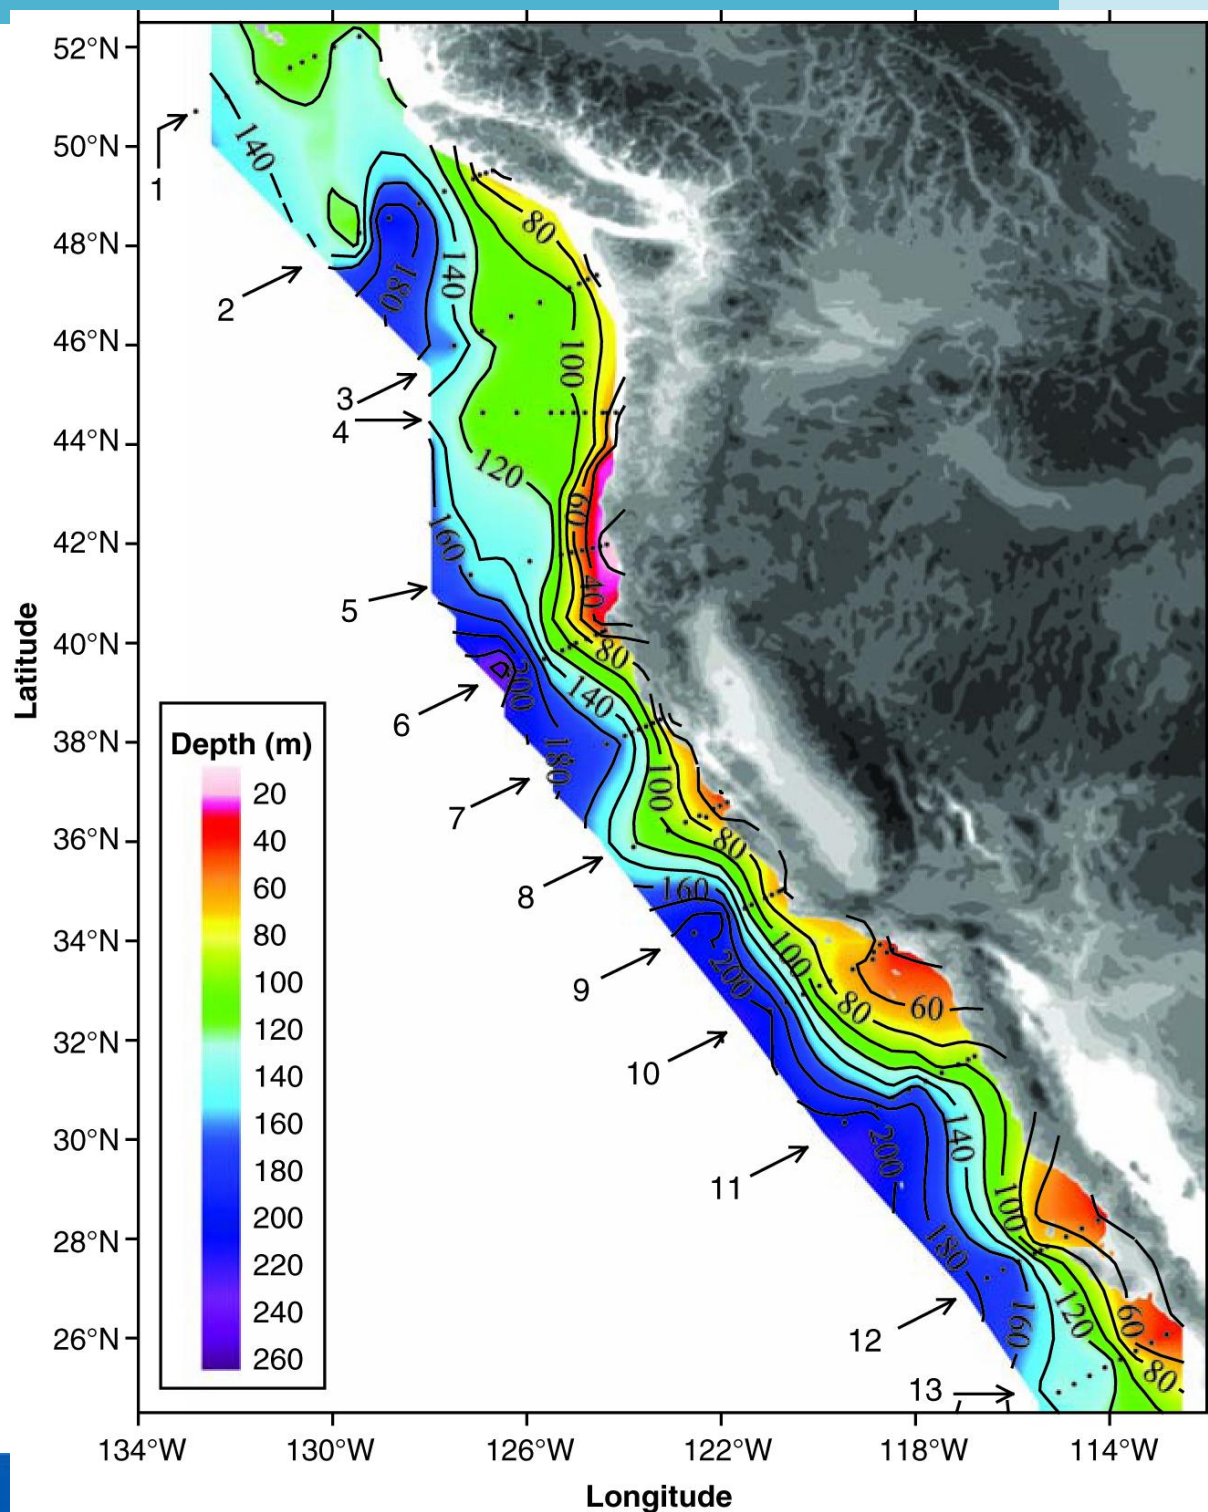 52°N
50°N
48°N
46°N
44°N
42°N
40°N
38°N
36°N
34°N
32°N
30°N
28°N
26°N
Latitude
134°W
130°W
126°W
122°W
118°W
114°W
Longitude
Depth (m)
20
40
60
80
100
120
140
160
180
200
220
240
260
1
2
3
4
5
6
7
8
9
10
11
12
13
140
80
180
140
100
120
60
160
40
80
200
140
180
100
80
160
100
200
80
60
140
200
100
180
120
160
60
80